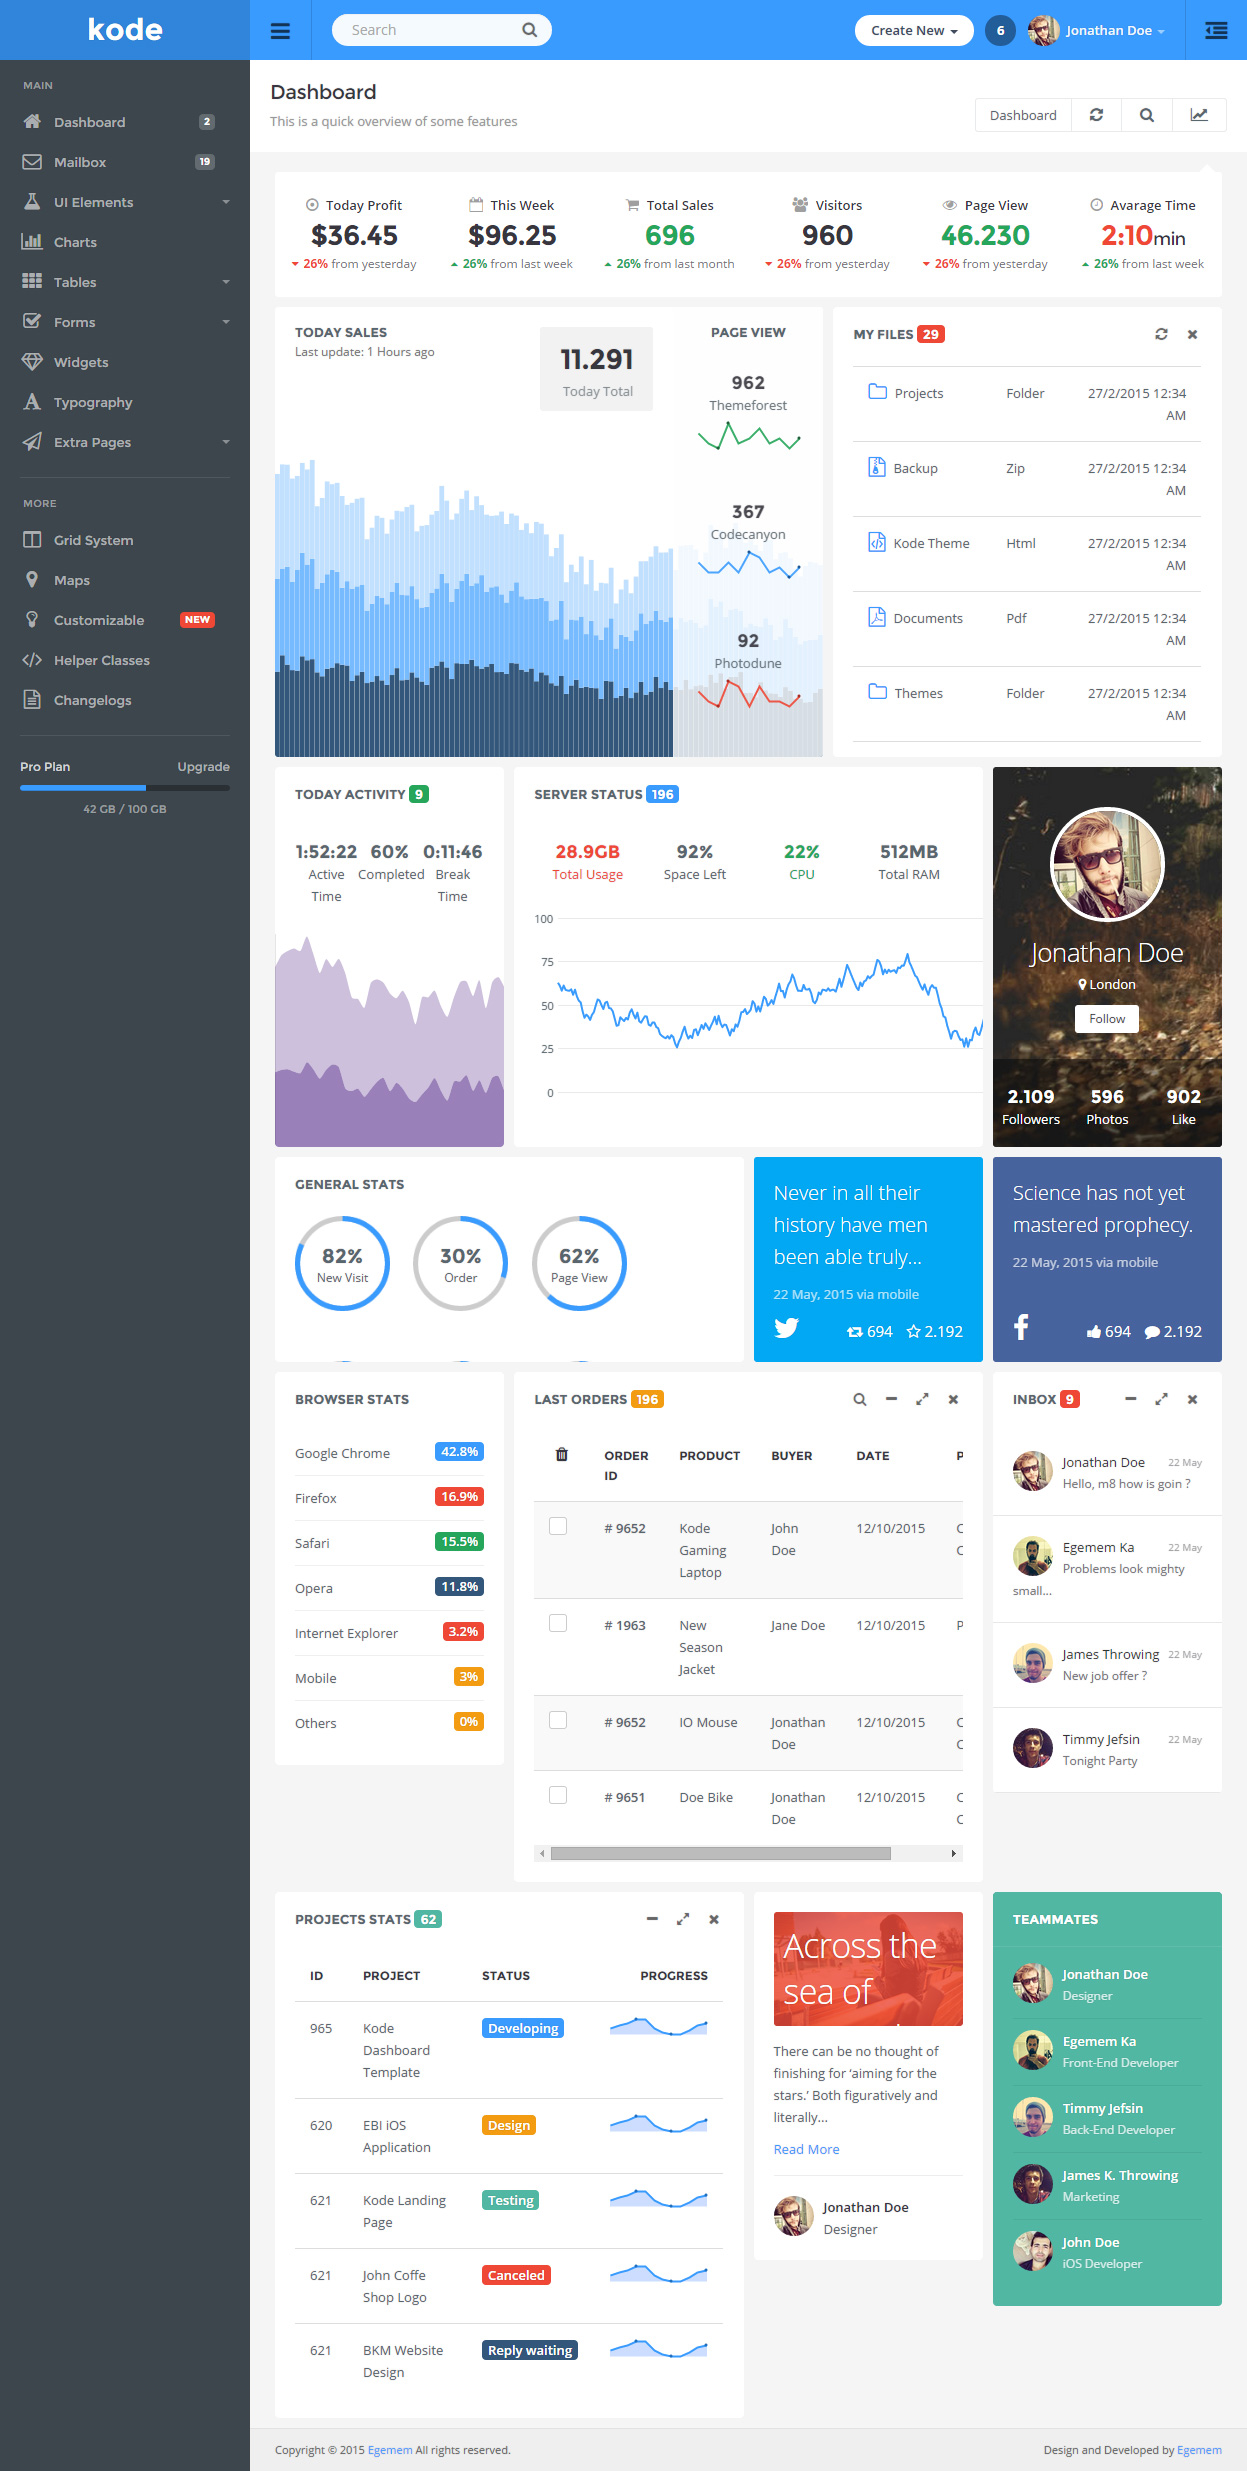 kode
Search
Create New
6
Jonathan Doe
MAIN
Dashboard 2
Mailbox 19
UI Elements
Charts
Tables
Forms
Widgets
Typography
Extra Pages
MORE
Grid System
Maps
Customizable NEW
Helper Classes
Changelogs
Pro Plan Upgrade
42 GB / 100 GB
Dashboard
This is a quick overview of some features
Dashboard
Today Profit
$36.45
26% from yesterday
This Week
$96.25
26% from last week
Total Sales
696
26% from last month
Visitors
960
26% from yesterday
Page View
46.230
26% from yesterday
Avarage Time
2:10min
26% from last week
TODAY SALES
Last update: 1 Hours ago
11.291
Today Total
PAGE VIEW
962
Themeforest
367
Codecanyon
92
Photodune
MY FILES 29
Projects Folder 27/2/2015 12:34
AM
Backup Zip 27/2/2015 12:34
AM
Kode Theme Html 27/2/2015 12:34
AM
Documents Pdf 27/2/2015 12:34
AM
Themes Folder 27/2/2015 12:34
AM
TODAY ACTIVITY 9
1:52:22 60% 0:11:46
Active Completed Break
Time Time
SERVER STATUS 196
28.9GB 92% 22% 512MB
Total Usage Space Left CPU Total RAM
100
75
50
25
0
Jonathan Doe
London
Follow
2.109 596 902
Followers Photos Like
GENERAL STATS
82% 30% 62%
New Visit Order Page View
Never in all their
history have men
been able truly...
22 May, 2015 via mobile
694 2.192
Science has not yet
mastered prophecy.
22 May, 2015 via mobile
694 2.192
BROWSER STATS
Google Chrome 42.8%
Firefox 16.9%
Safari 15.5%
Opera 11.8%
Internet Explorer 3.2%
Mobile 3%
Others 0%
LAST ORDERS 196
ORDER PRODUCT BUYER DATE P
ID
# 9652 Kode John 12/10/2015 C
Gaming Doe C
Laptop
# 1963 New Jane Doe 12/10/2015 P
Season
Jacket
# 9652 IO Mouse Jonathan 12/10/2015 C
Doe C
# 9651 Doe Bike Jonathan 12/10/2015 C
Doe C
INBOX 9
Jonathan Doe 22 May
Hello, m8 how is goin ?
Egemem Ka 22 May
Problems look mighty
small...
James Throwing 22 May
New job offer ?
Timmy Jefsin 22 May
Tonight Party
PROJECTS STATS 62
ID PROJECT STATUS PROGRESS
965 Kode Developing
Dashboard
Template
620 EBI iOS Design
Application
621 Kode Landing Testing
Page
621 John Coffe Canceled
Shop Logo
621 BKM Website Reply waiting
Design
Across the
sea of
There can be no thought of
finishing for ‘aiming for the
stars.’ Both figuratively and
literally...
Read More
Jonathan Doe
Designer
TEAMMATES
Jonathan Doe
Designer
Egemem Ka
Front-End Developer
Timmy Jefsin
Back-End Developer
James K. Throwing
Marketing
John Doe
iOS Developer
Copyright © 2015 Egemem All rights reserved.
Design and Developed by Egemem